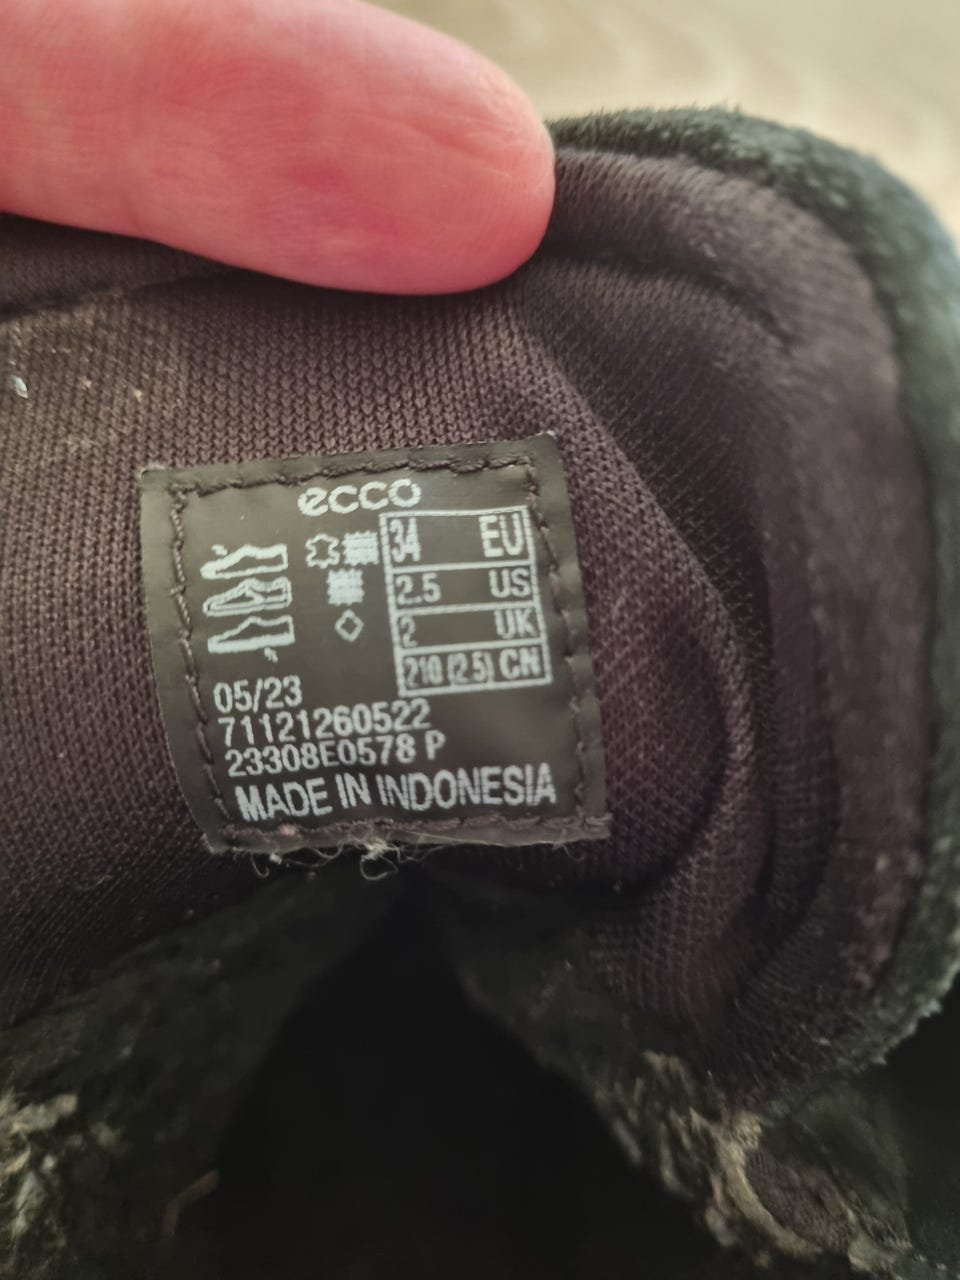 ecco
34 EU
2.5 US
2 UK
210 (2.5) CN
05/23
71121260522
23308E0578 P
MADE IN INDONESIA